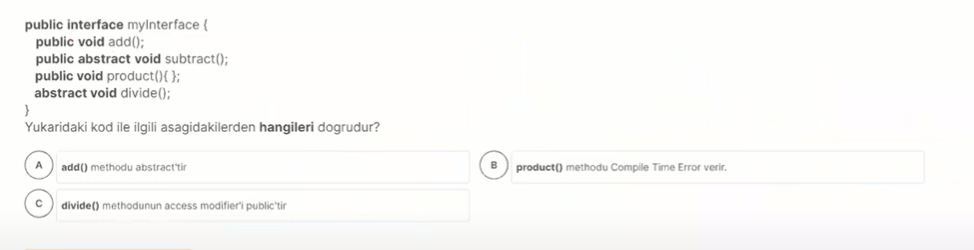 public interface myInterface {
public void add();
public abstract void subtract();
public void product(){ };
abstract void divide();
}
Yukaridaki kod ile ilgili asagidakilerden hangileri dogrudur?
A add() methodu abstract'tir
B product() methodu Compile Time Error verir.
C divide() methodunun access modifier'i public'tir